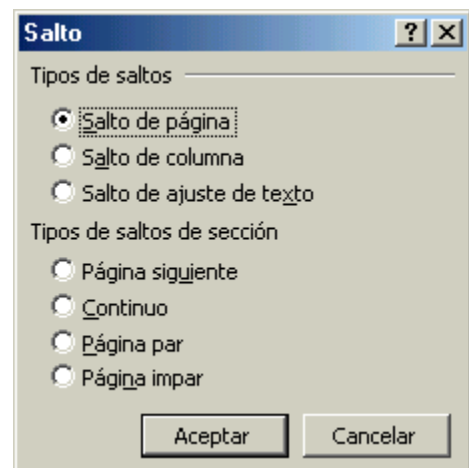 Salto
Tipos de saltos
Salto de página
Salto de columna
Salto de ajuste de texto
Tipos de saltos de sección
Página siguiente
Continuo
Página par
Página impar
Aceptar Cancelar